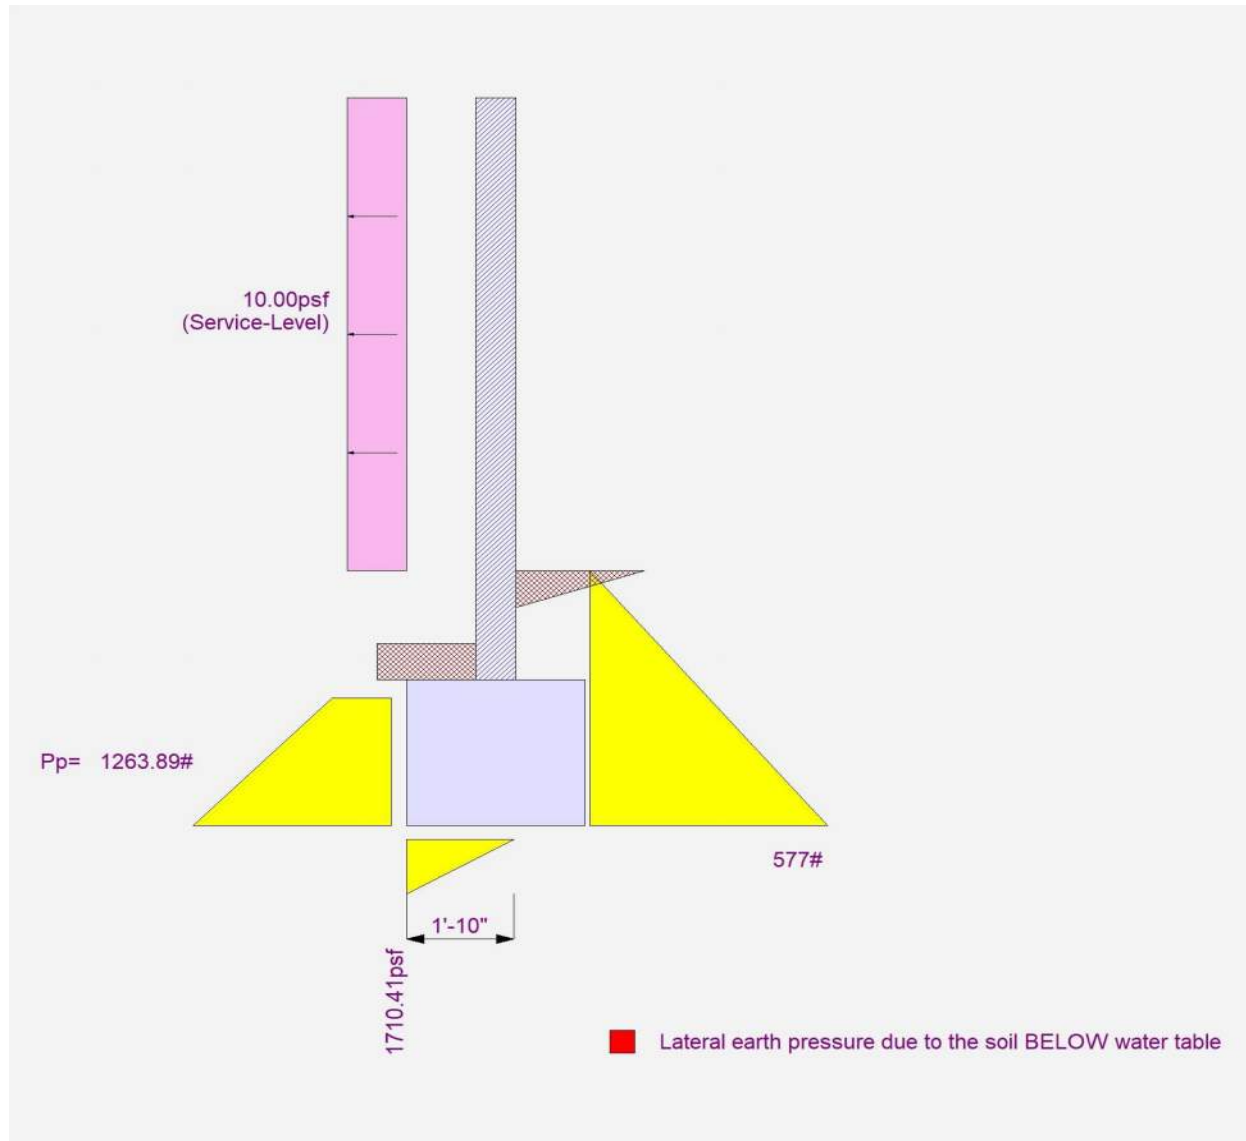 10.00psf
(Service-Level)
Pp= 1263.89#
577#
1'-10"
1710.41psf
Lateral earth pressure due to the soil BELOW water table